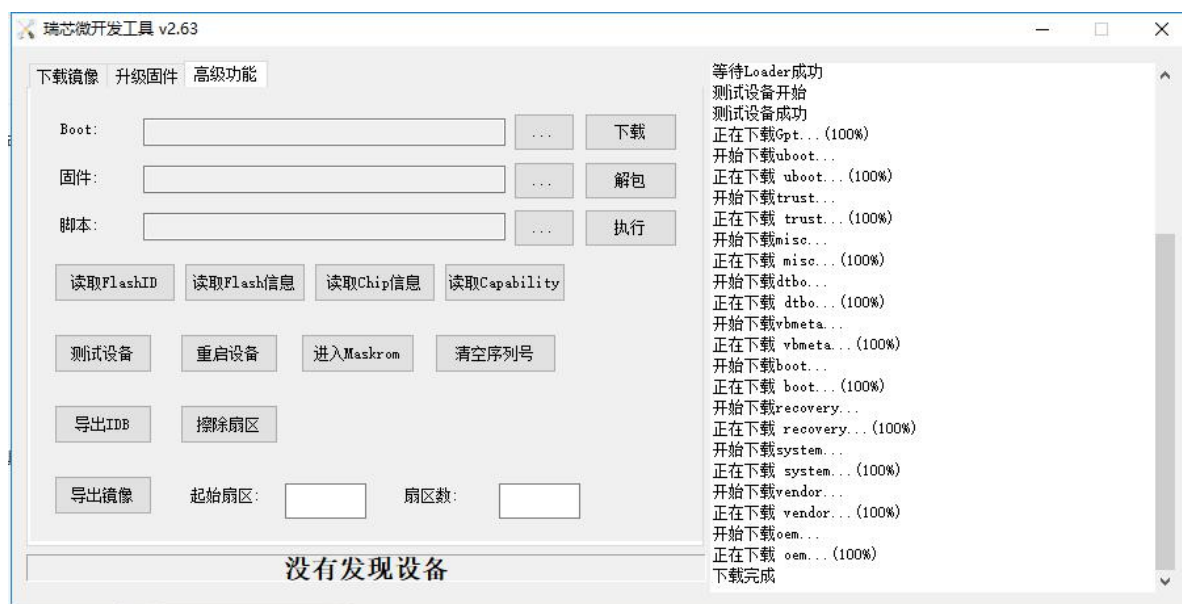 瑞芯微开发工具 v2.63
下载镜像 升级固件 高级功能
Boot: ... 下载
固件: ... 解包
脚本: ... 执行
读取FlashID 读取Flash信息 读取Chip信息 读取Capability
测试设备 重启设备 进入Maskrom 清空序列号
导出IDB 擦除扇区
导出镜像 起始扇区: 扇区数:
没有发现设备
等待Loader成功
测试设备开始
测试设备成功
正在下载Gpt...(100%)
开始下载uboot...
正在下载 uboot...(100%)
开始下载trust...
正在下载 trust...(100%)
开始下载misc...
正在下载 misc...(100%)
开始下载dtbo...
正在下载 dtbo...(100%)
开始下载vbmeta...
正在下载 vbmeta...(100%)
开始下载boot...
正在下载 boot...(100%)
开始下载recovery...
正在下载 recovery...(100%)
开始下载system...
正在下载 system...(100%)
开始下载vendor...
正在下载 vendor...(100%)
开始下载oem...
正在下载 oem...(100%)
下载完成